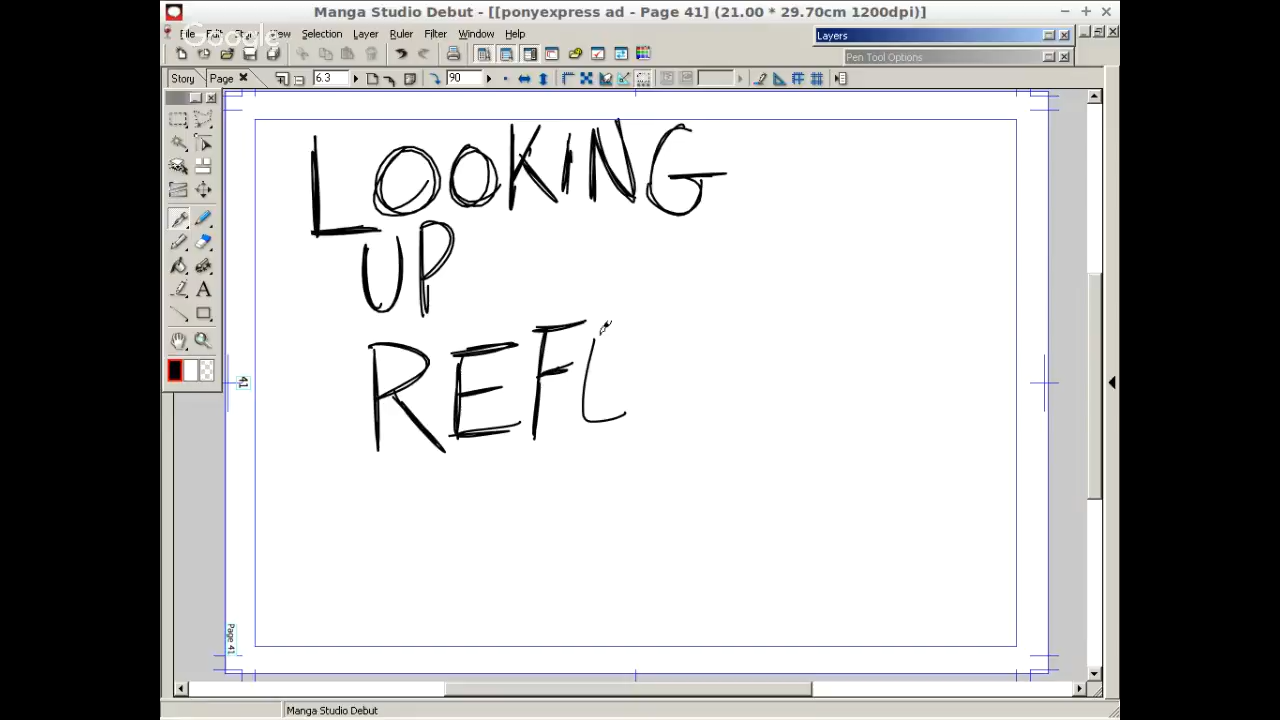 Manga Studio Debut - [[ponyexpress ad - Page 41] (21.00 * 29.70cm 1200dpi)]
Google
File Edit Story View Selection Layer Ruler Filter Window Help
Layers
Pen Tool Options
Story Page 6.3 90
LOOKING
UP
REFL
41
Page 41
Manga Studio Debut